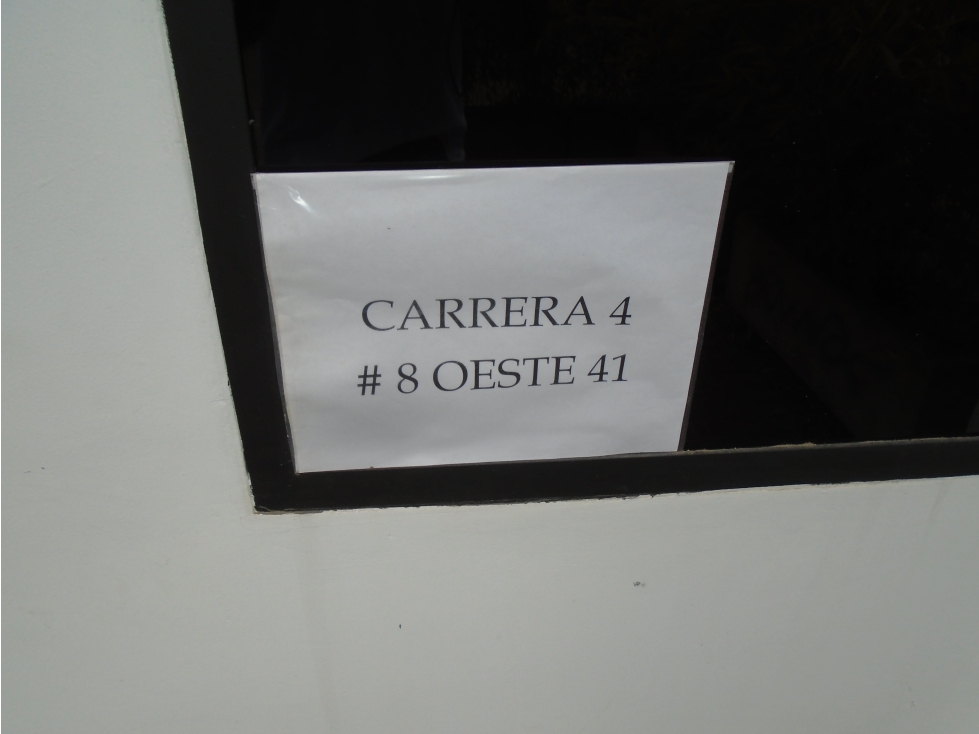 CARRERA 4
# 8 OESTE 41